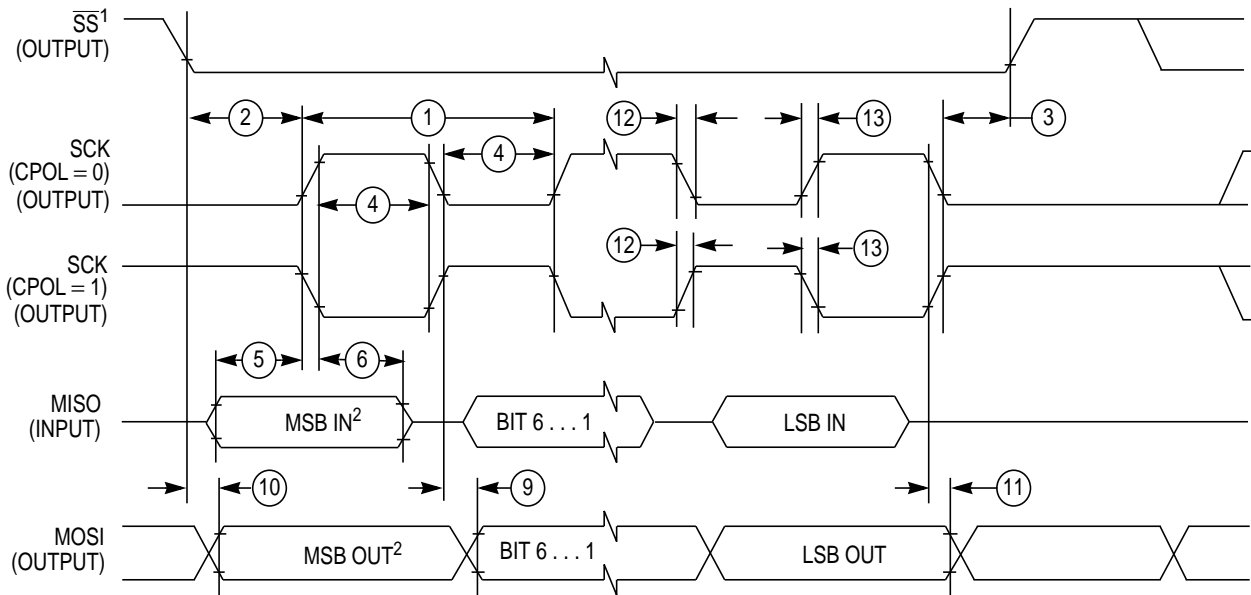 SS¹
(OUTPUT)
2
1
12
13
3
SCK
(CPOL = 0)
(OUTPUT)
4
4
SCK
(CPOL = 1)
(OUTPUT)
12
13
5
6
MISO
(INPUT)
MSB IN²
BIT 6 . . . 1
LSB IN
10
9
11
MOSI
(OUTPUT)
MSB OUT²
BIT 6 . . . 1
LSB OUT